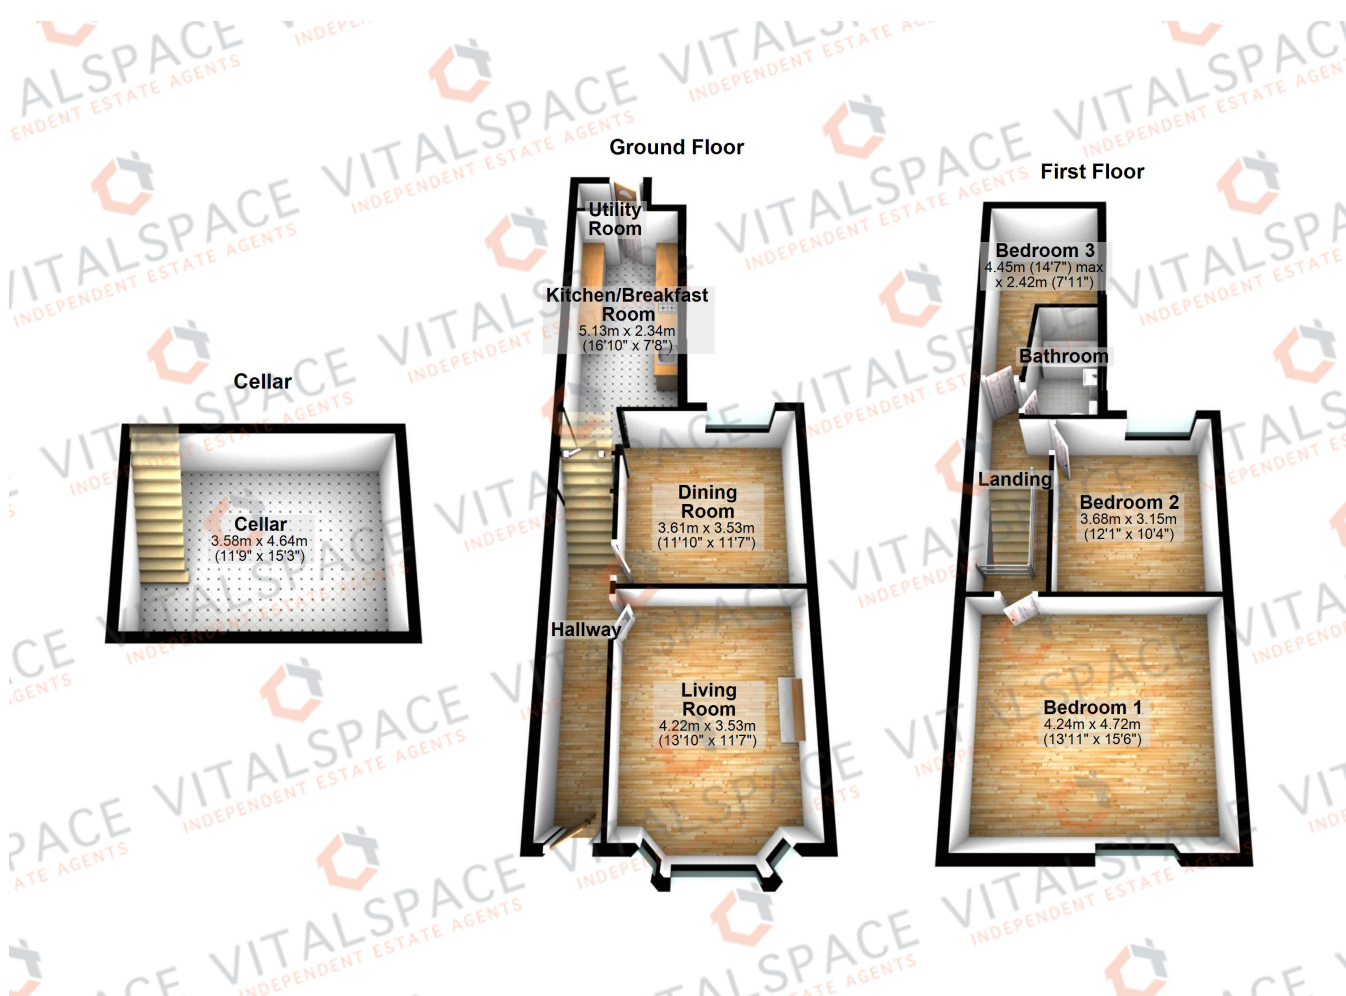 Ground Floor
First Floor
Cellar
Utility
Room
Kitchen/Breakfast
Room
5.13m x 2.34m
(16'10" x 7'8")
Dining
Room
3.61m x 3.53m
(11'10" x 11'7")
Hallway
Living
Room
4.22m x 3.53m
(13'10" x 11'7")
Cellar
3.58m x 4.64m
(11'9" x 15'3")
Bedroom 3
4.45m (14'7") max
x 2.42m (7'11")
Bathroom
Landing
Bedroom 2
3.68m x 3.15m
(12'1" x 10'4")
Bedroom 1
4.24m x 4.72m
(13'11" x 15'6")
VITALSPACE
INDEPENDENT ESTATE AGENTS